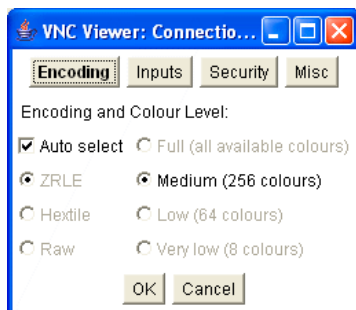 VNC Viewer: Connectio...
Encoding Inputs Security Misc
Encoding and Colour Level:
Auto select Full (all available colours)
ZRLE Medium (256 colours)
Hextile Low (64 colours)
Raw Very low (8 colours)
OK Cancel